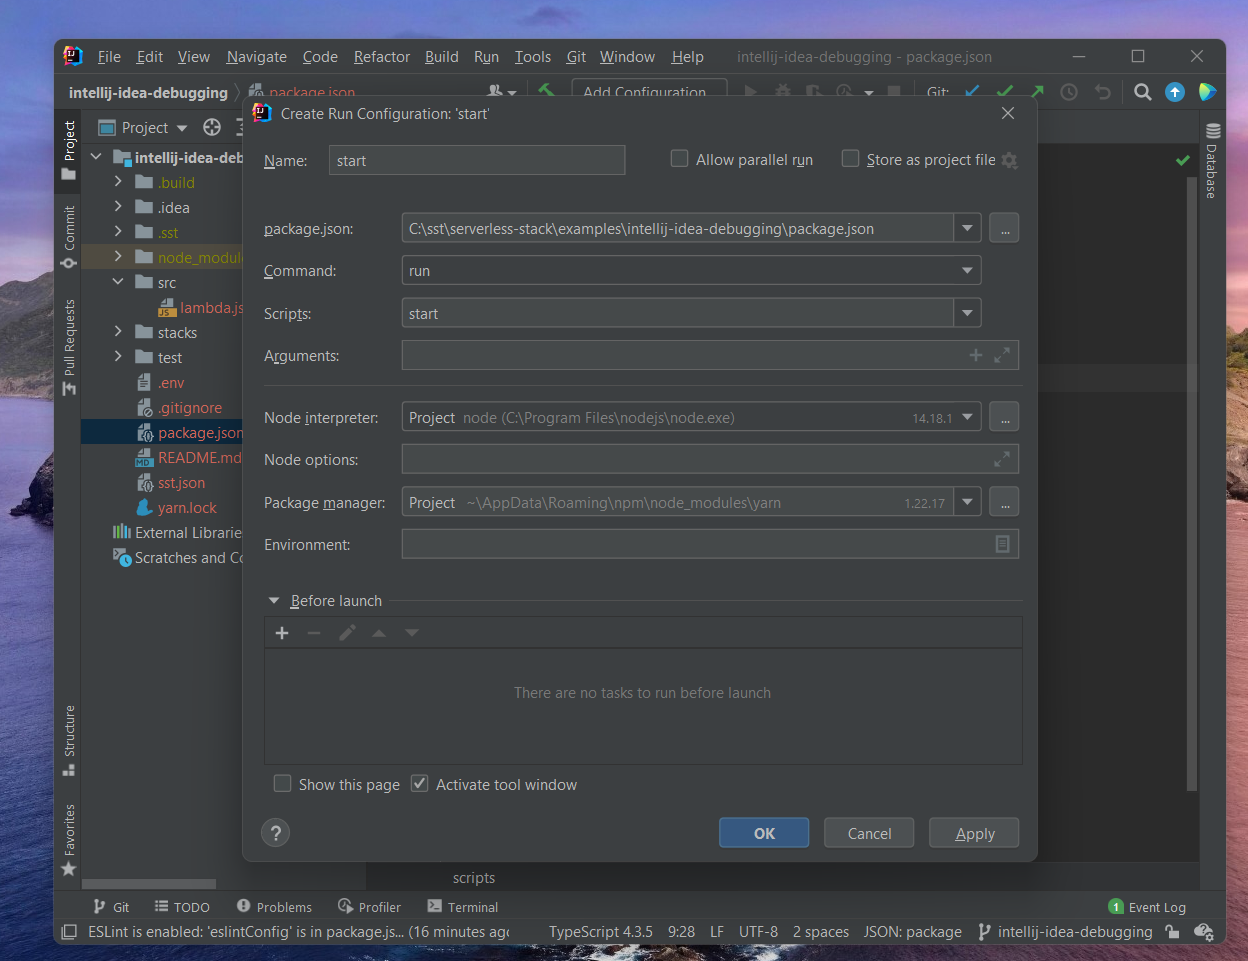 File Edit View Navigate Code Refactor Build Run Tools Git Window Help intellij-idea-debugging - package.json
intellij-idea-debugging package.json Add Configuration... Git:
Create Run Configuration: 'start'
Project
Name: start Allow parallel run Store as project file
package.json: C:\sst\serverless-stack\examples\intellij-idea-debugging\package.json ...
Command: run
Scripts: start
Arguments:
Node interpreter: Project node (C:\Program Files\nodejs\node.exe) 14.18.1 ...
Node options:
Package manager: Project ~\AppData\Roaming\npm\node_modules\yarn 1.22.17 ...
Environment:
Before launch
There are no tasks to run before launch
Show this page Activate tool window
? OK Cancel Apply
intellij-idea-deb
.build
.idea
.sst
node_modul
src
JS lambda.js
stacks
test
.env
.gitignore
package.json
MD README.md
sst.json
yarn.lock
External Librarie
Scratches and Co
Project
Commit
Pull Requests
Structure
Favorites
Database
scripts
Git TODO Problems Profiler Terminal 1 Event Log
ESLint is enabled: 'eslintConfig' is in package.js... (16 minutes ago TypeScript 4.3.5 9:28 LF UTF-8 2 spaces JSON: package intellij-idea-debugging